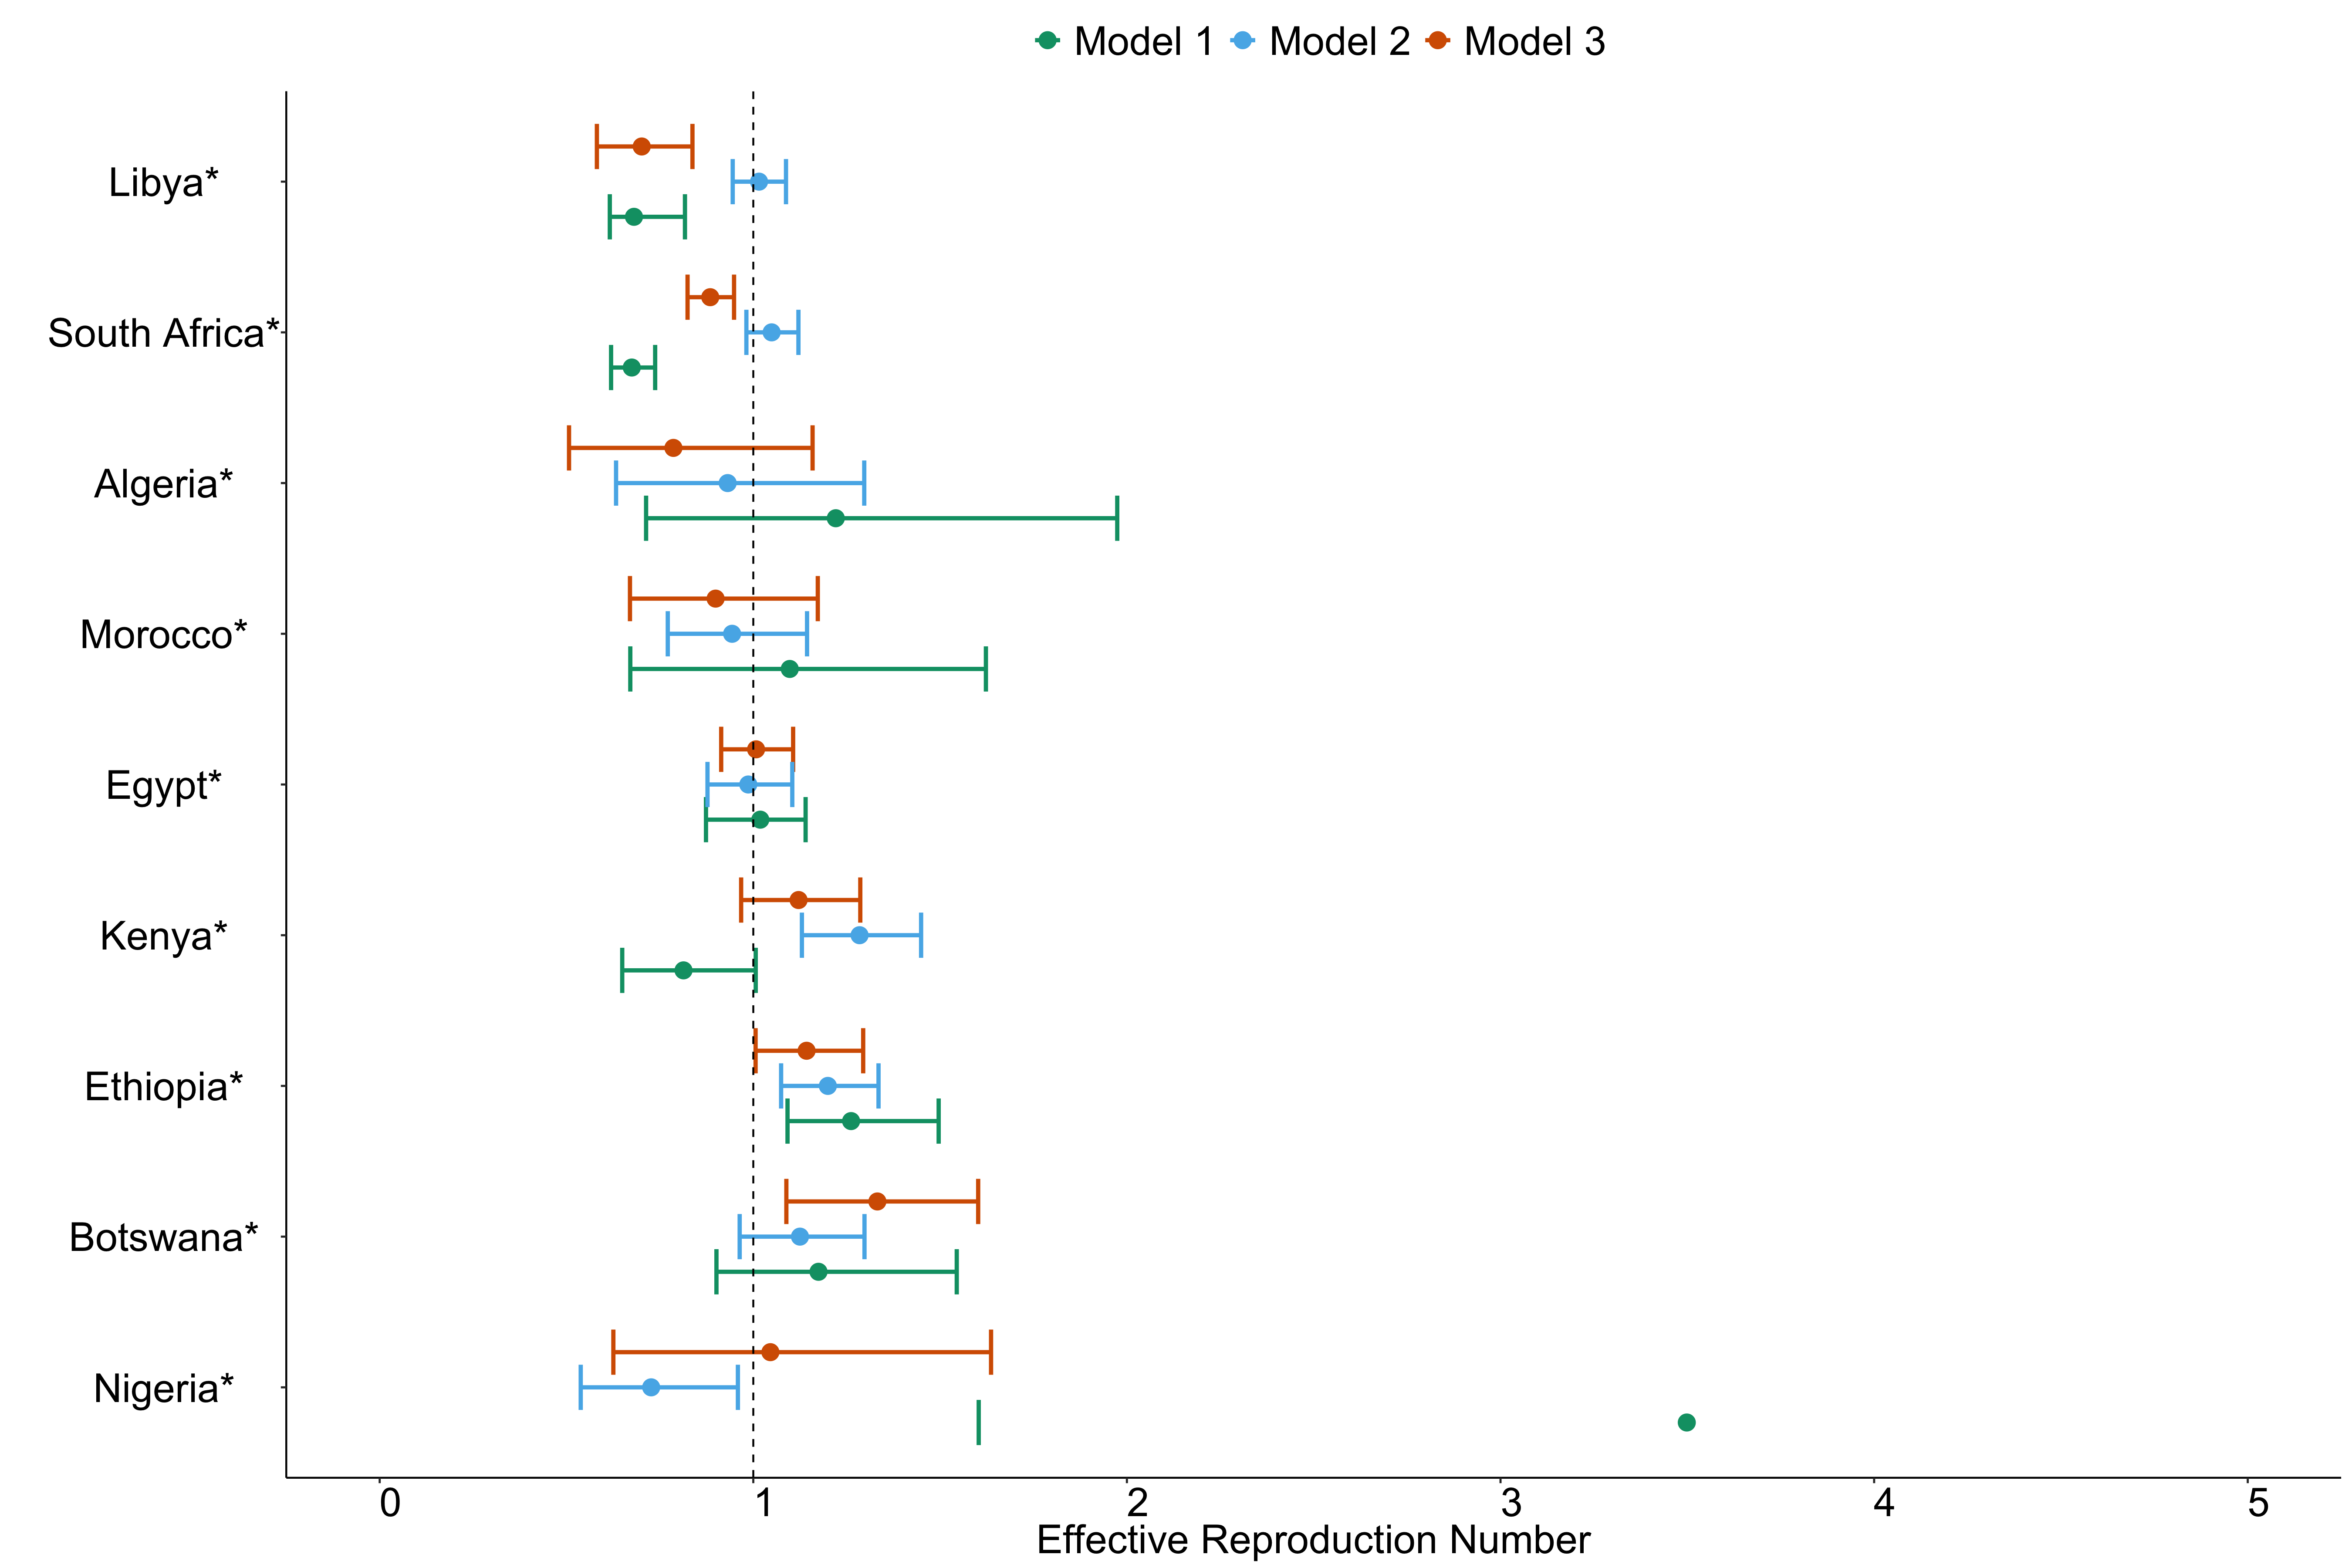 Model 1 Model 2 Model 3
Libya*
South Africa*
Algeria*
Morocco*
Egypt*
Kenya*
Ethiopia*
Botswana*
Nigeria*
0 1 2 3 4 5
Effective Reproduction Number